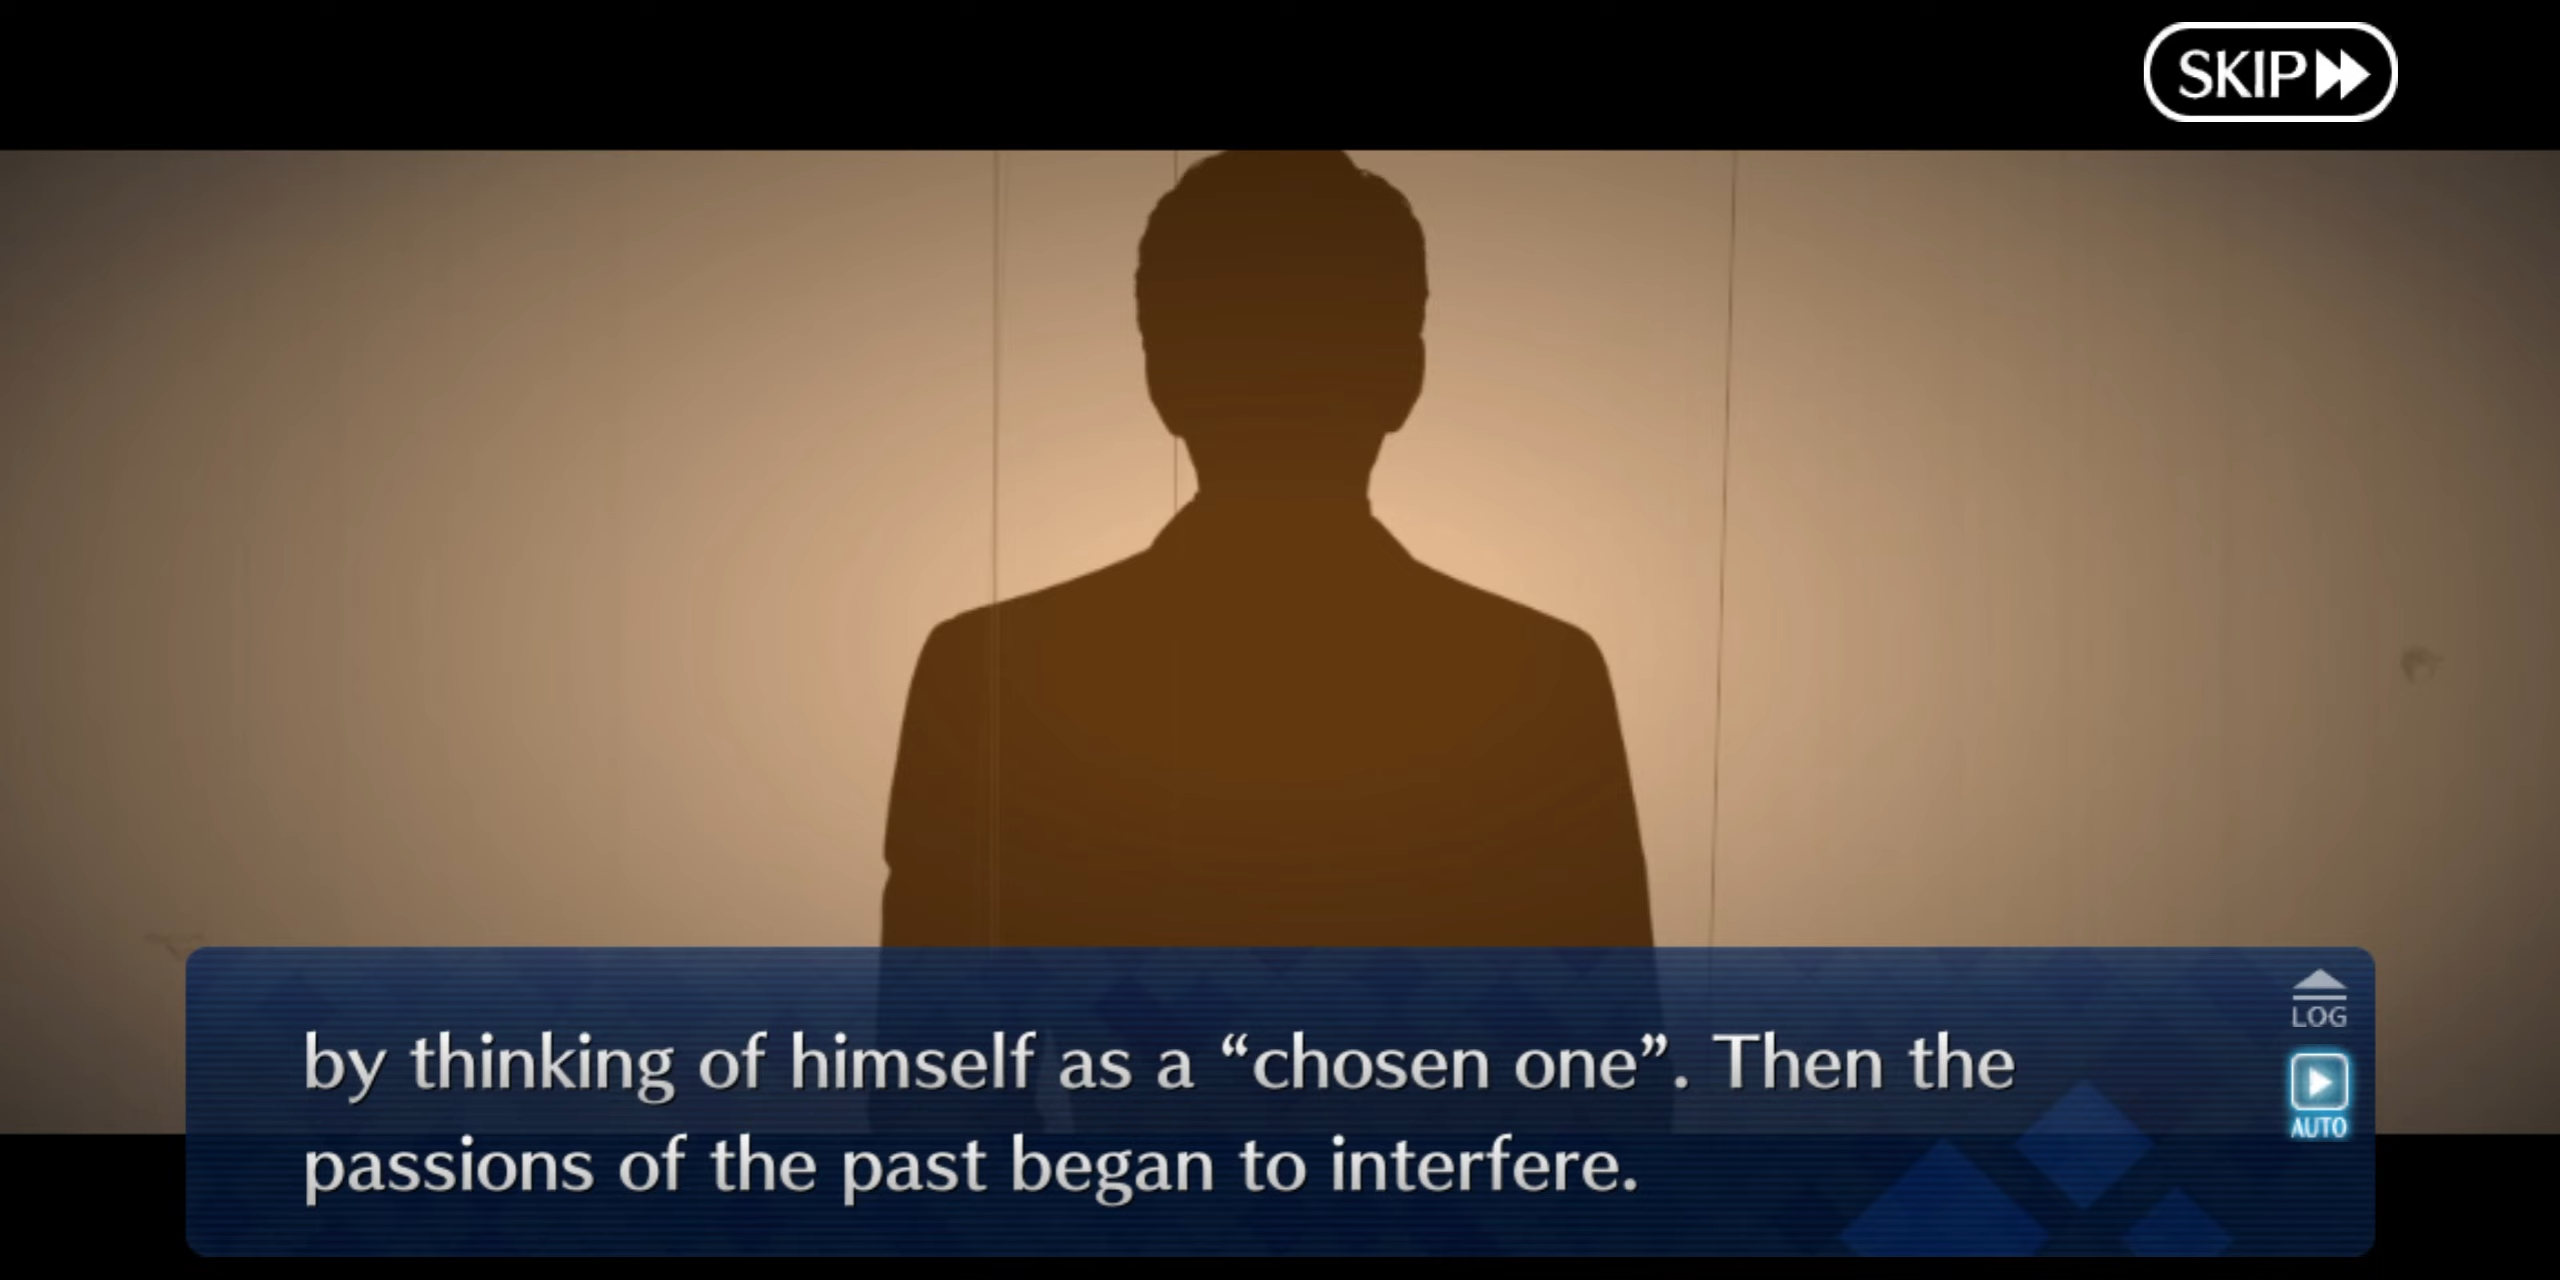 SKIP
by thinking of himself as a “chosen one”. Then the
passions of the past began to interfere.
LOG
AUTO